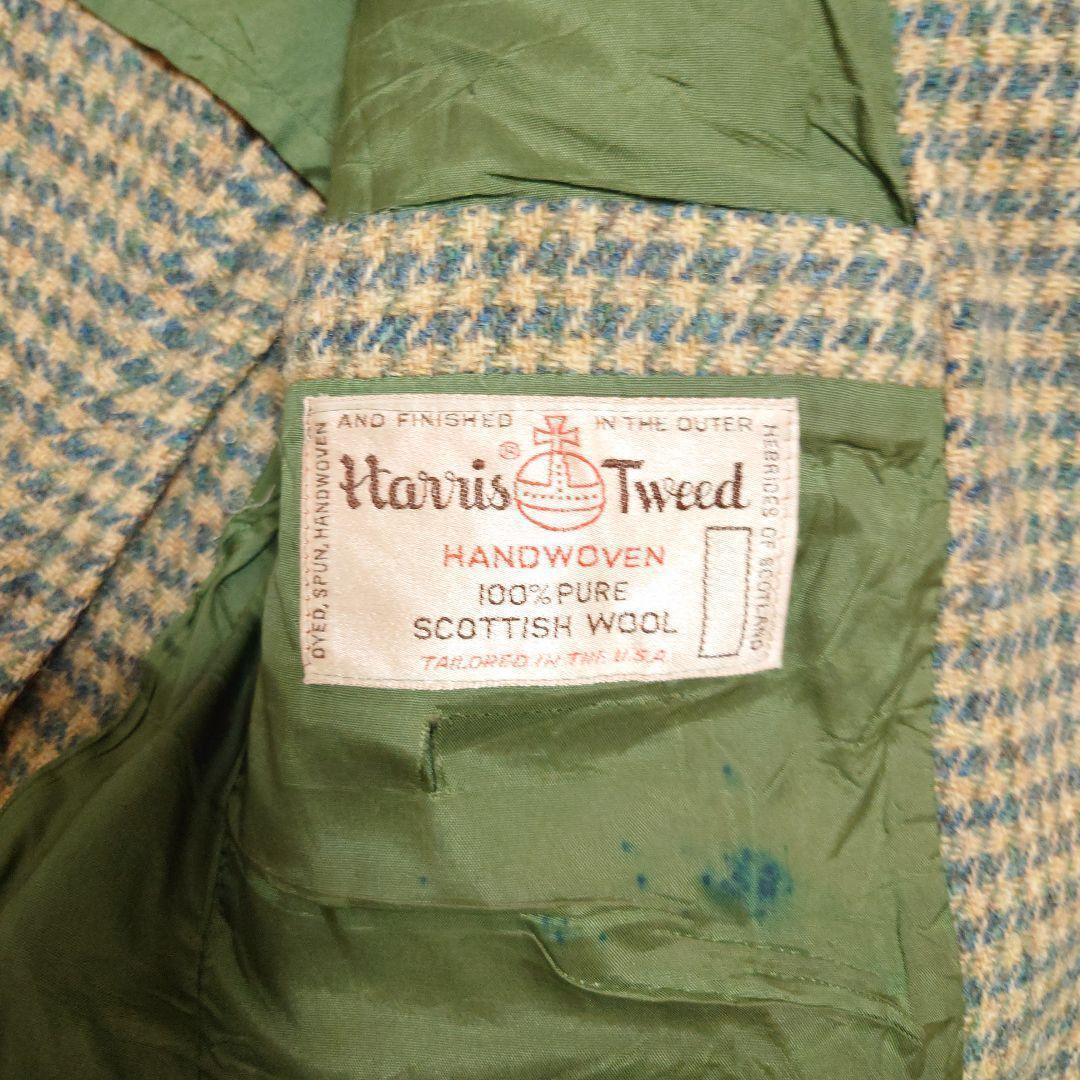 DYED, SPUN, HANDWOVEN
AND FINISHED IN THE OUTER
HEBRIDES OF SCOTLAND
Harris ® Tweed
HANDWOVEN
100% PURE
SCOTTISH WOOL
TAILORED IN THE U.S.A.